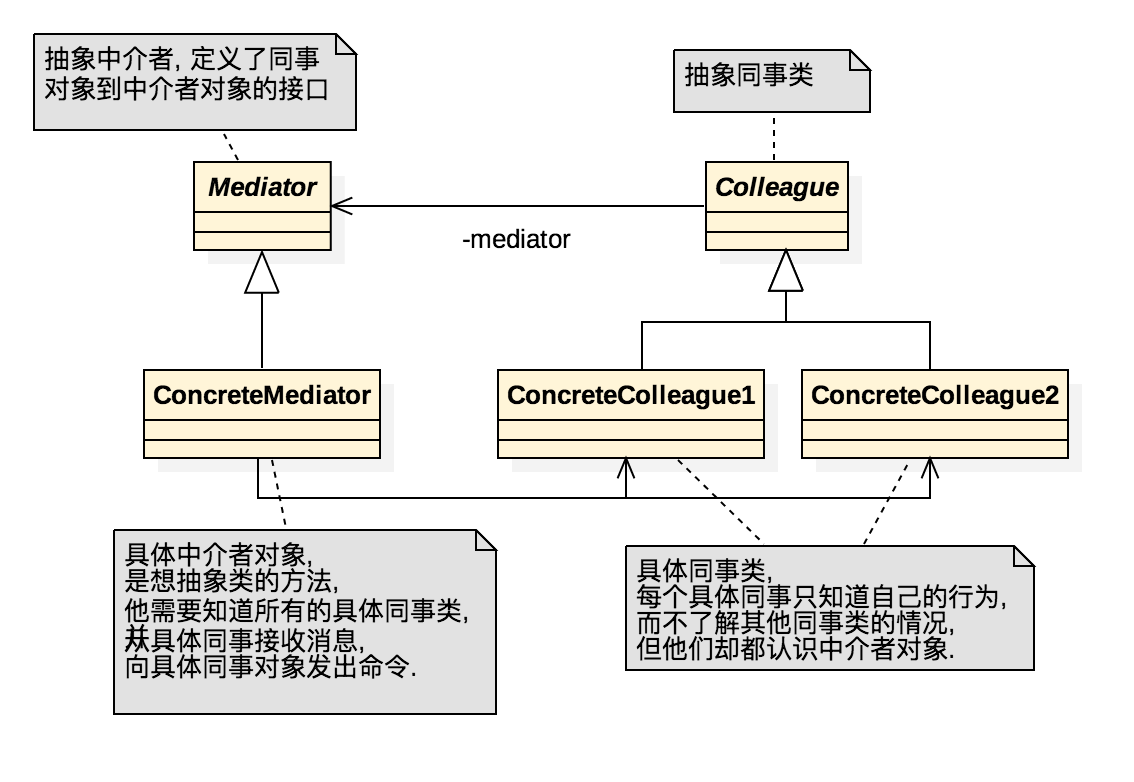 抽象中介者, 定义了同事
对象到中介者对象的接口
抽象同事类
Mediator
Colleague
-mediator
ConcreteMediator
ConcreteColleague1
ConcreteColleague2
具体中介者对象,
是想抽象类的方法,
他需要知道所有的具体同事类,
并从具体同事接收消息,
向具体同事对象发出命令.
具体同事类,
每个具体同事只知道自己的行为,
而不了解其他同事类的情况,
但他们却都认识中介者对象.